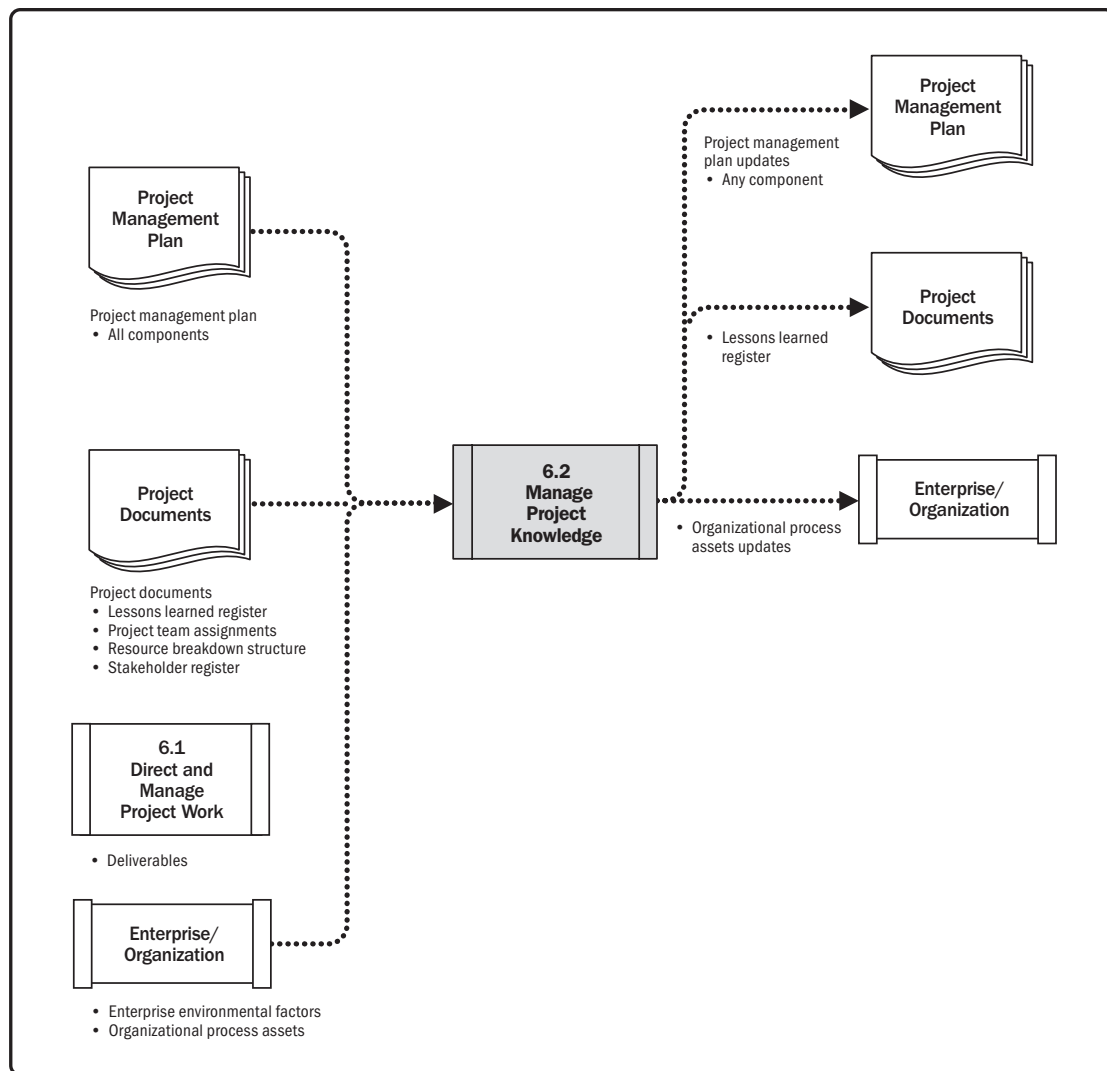 Project
Management
Plan
Project management plan
• All components
Project
Documents
Project documents
• Lessons learned register
• Project team assignments
• Resource breakdown structure
• Stakeholder register
6.1
Direct and
Manage
Project Work
• Deliverables
Enterprise/
Organization
• Enterprise environmental factors
• Organizational process assets
6.2
Manage
Project
Knowledge
Project management
plan updates
• Any component
• Lessons learned
register
• Organizational process
assets updates
Project
Management
Plan
Project
Documents
Enterprise/
Organization